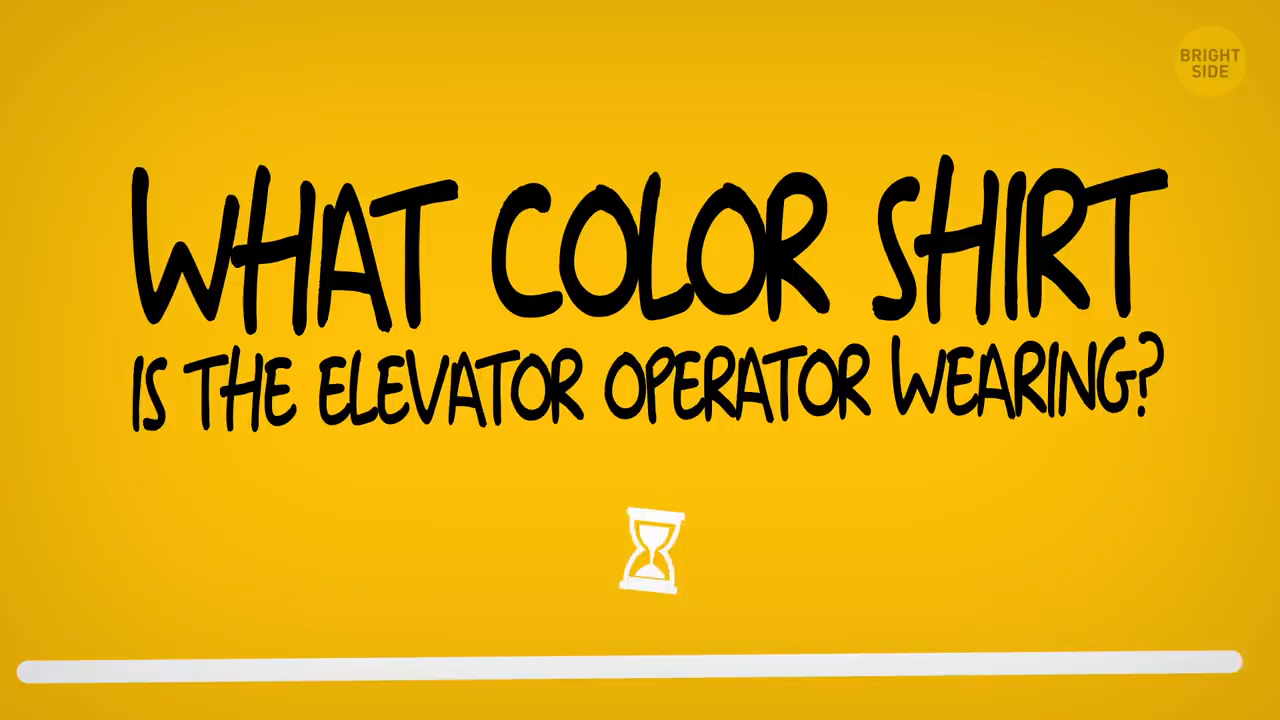 BRIGHT
SIDE
WHAT COLOR SHIRT
IS THE ELEVATOR OPERATOR WEARING?